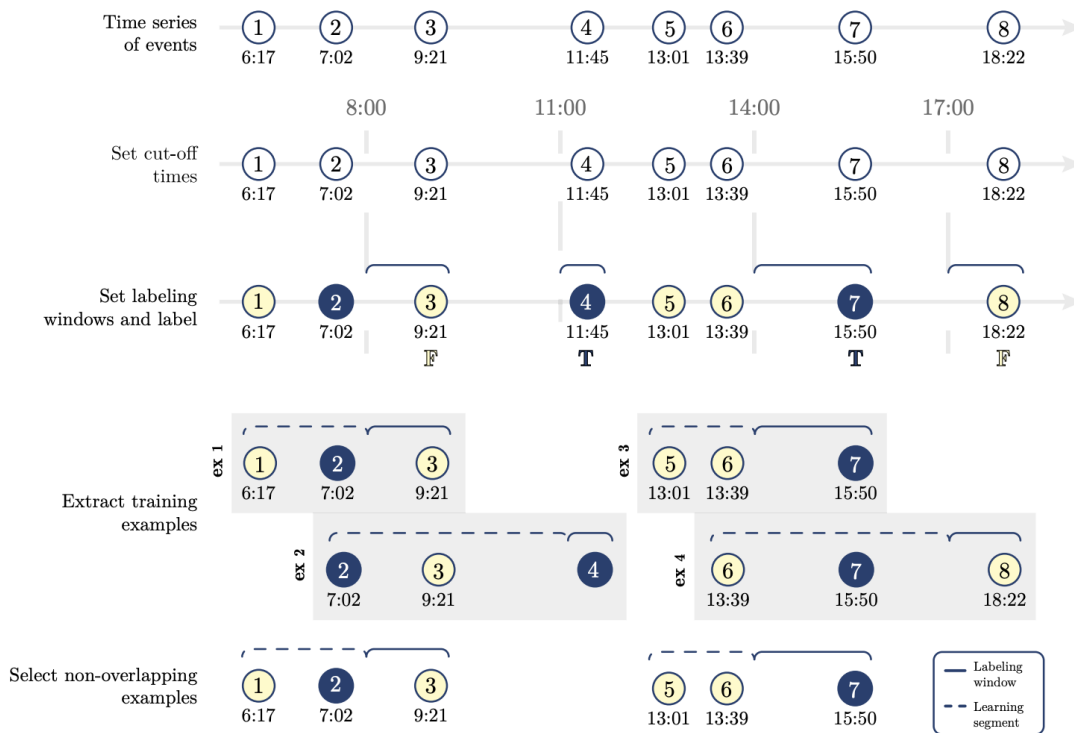 Time series
of events
1 2 3 4 5 6 7 8
6:17 7:02 9:21 11:45 13:01 13:39 15:50 18:22
8:00 11:00 14:00 17:00
Set cut-off
times
1 2 3 4 5 6 7 8
6:17 7:02 9:21 11:45 13:01 13:39 15:50 18:22
Set labeling
windows and label
1 2 3 4 5 6 7 8
6:17 7:02 9:21 11:45 13:01 13:39 15:50 18:22
F T T F
Extract training
examples
ex 1
1 2 3
6:17 7:02 9:21
ex 3
5 6 7
13:01 13:39 15:50
ex 2
2 3 4
7:02 9:21
ex 4
6 7 8
13:39 15:50 18:22
Select non-overlapping
examples
1 2 3
6:17 7:02 9:21
5 6 7
13:01 13:39 15:50
Labeling
window
Learning
segment